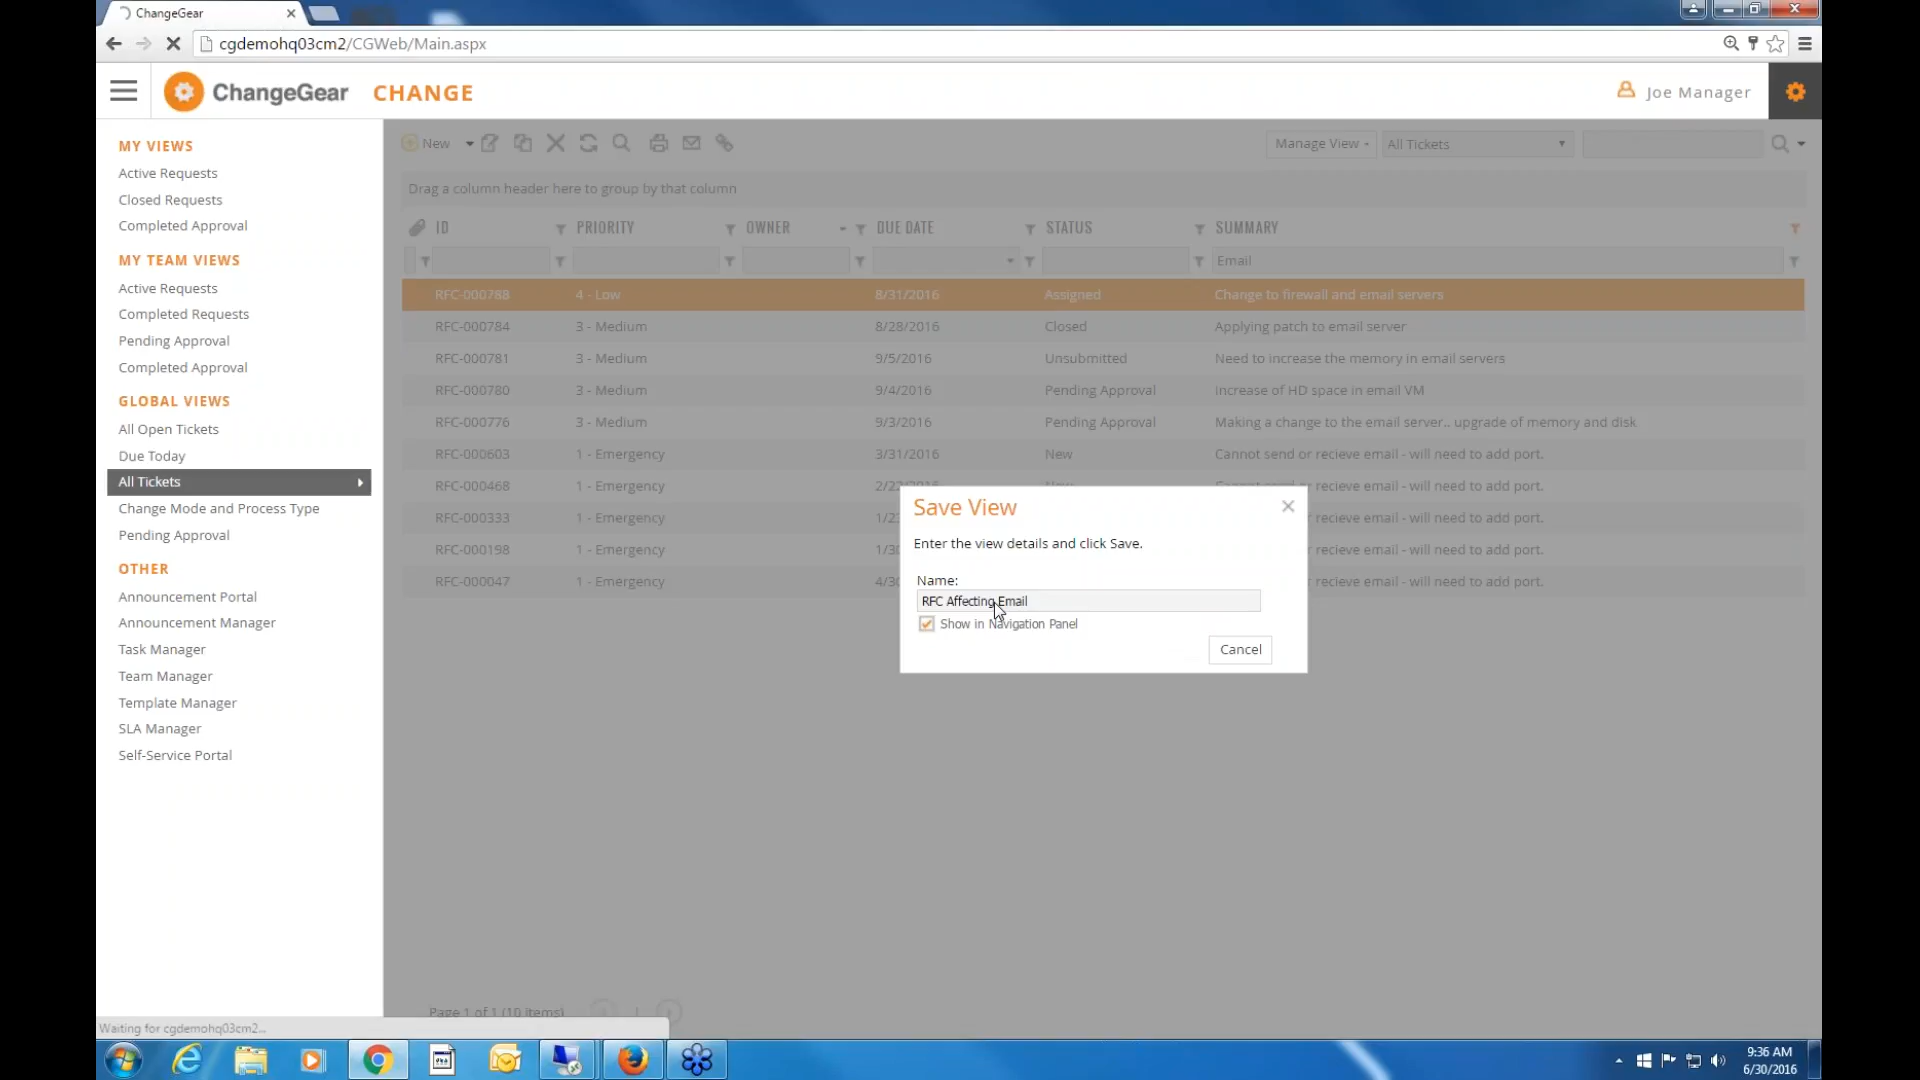 ChangeGear
cgdemohq03cm2/CGWeb/Main.aspx
ChangeGear CHANGE
Joe Manager
MY VIEWS
Active Requests
Closed Requests
Completed Approval
MY TEAM VIEWS
Active Requests
Completed Requests
Pending Approval
Completed Approval
GLOBAL VIEWS
All Open Tickets
Due Today
All Tickets
Change Mode and Process Type
Pending Approval
OTHER
Announcement Portal
Announcement Manager
Task Manager
Team Manager
Template Manager
SLA Manager
Self-Service Portal
New
Manage View
All Tickets
Drag a column header here to group by that column
ID PRIORITY OWNER DUE DATE STATUS SUMMARY
Email
RFC-000788 4 - Low 8/31/2016 Assigned Change to firewall and email servers
RFC-000784 3 - Medium 8/28/2016 Closed Applying patch to email server
RFC-000781 3 - Medium 9/5/2016 Unsubmitted Need to increase the memory in email servers
RFC-000780 3 - Medium 9/4/2016 Pending Approval Increase of HD space in email VM
RFC-000776 3 - Medium 9/3/2016 Pending Approval Making a change to the email server.. upgrade of memory and disk
RFC-000603 1 - Emergency 3/31/2016 New Cannot send or recieve email - will need to add port.
RFC-000468 1 - Emergency recieve email - will need to add port.
RFC-000333 1 - Emergency recieve email - will need to add port.
RFC-000198 1 - Emergency recieve email - will need to add port.
RFC-000047 1 - Emergency recieve email - will need to add port.
Save View
Enter the view details and click Save.
Name:
RFC Affecting Email
Show in Navigation Panel
Cancel
Page 1 of 1 (10 items)
Waiting for cgdemohq03cm2...
9:36 AM
6/30/2016